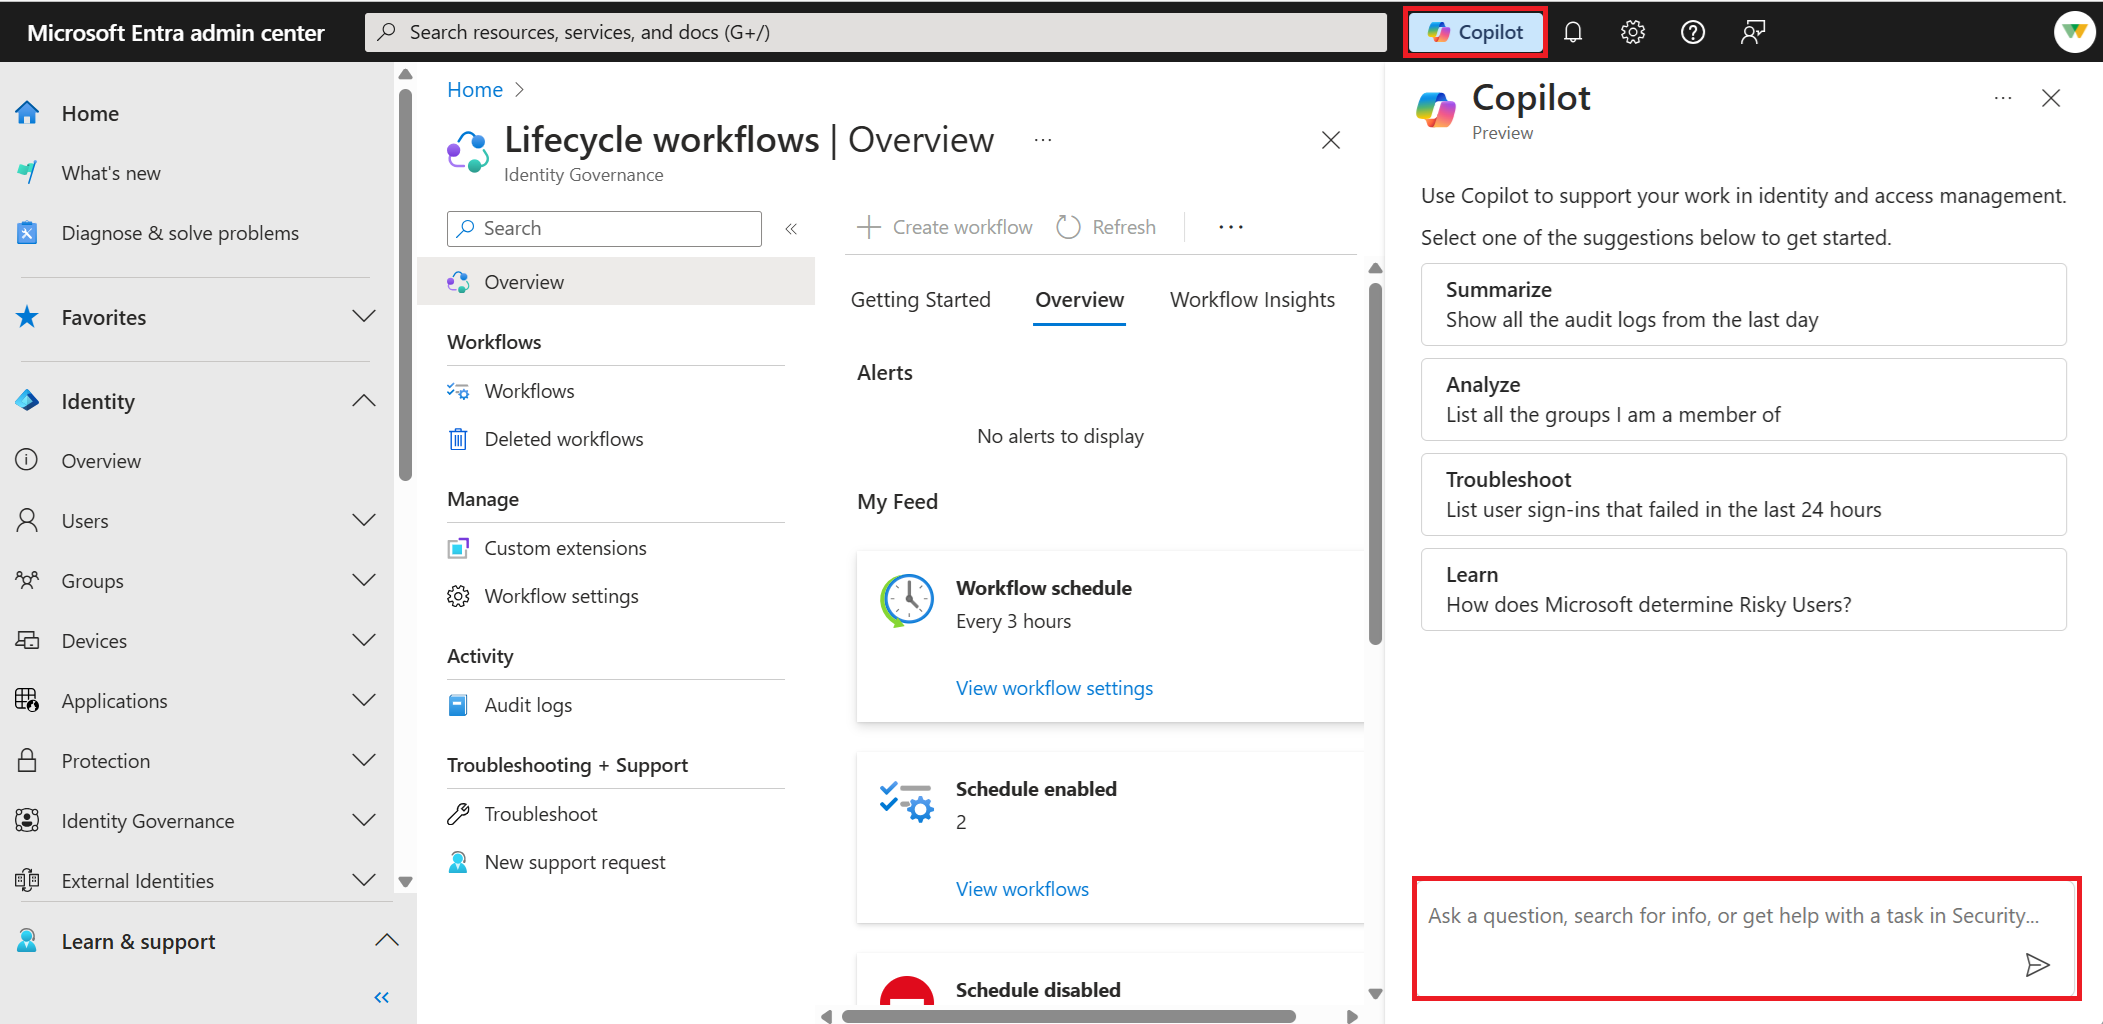 Microsoft Entra admin center
Search resources, services, and docs (G+/)
Copilot
Home
What's new
Diagnose & solve problems
Favorites
Identity
Overview
Users
Groups
Devices
Applications
Protection
Identity Governance
External Identities
Learn & support
Home
Lifecycle workflows | Overview
Identity Governance
Search
Overview
Workflows
Workflows
Deleted workflows
Manage
Custom extensions
Workflow settings
Activity
Audit logs
Troubleshooting + Support
Troubleshoot
New support request
Create workflow
Refresh
Getting Started
Overview
Workflow Insights
Alerts
No alerts to display
My Feed
Workflow schedule
Every 3 hours
View workflow settings
Schedule enabled
2
View workflows
Schedule disabled
Copilot
Preview
Use Copilot to support your work in identity and access management.
Select one of the suggestions below to get started.
Summarize
Show all the audit logs from the last day
Analyze
List all the groups I am a member of
Troubleshoot
List user sign-ins that failed in the last 24 hours
Learn
How does Microsoft determine Risky Users?
Ask a question, search for info, or get help with a task in Security...